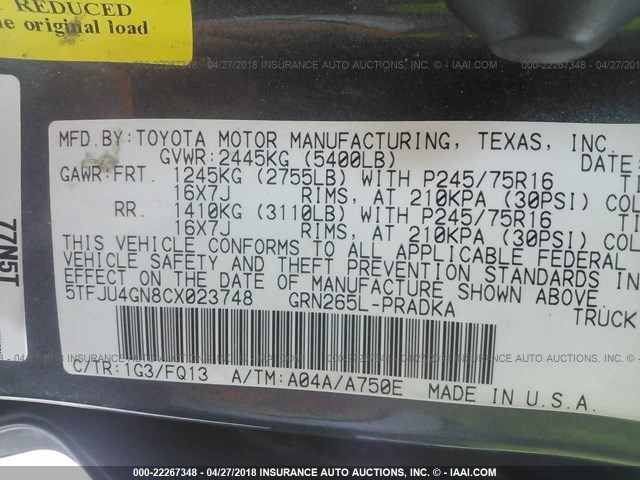 REDUCED
he original load
77N5T
MFD.BY:TOYOTA MOTOR MANUFACTURING, TEXAS, INC.
GVWR:2445KG (5400LB) DATE:
GAWR:FRT. 1245KG (2755LB) WITH P245/75R16 TI
16X7J RIMS, AT 210KPA (30PSI) COL
RR. 1410KG (3110LB) WITH P245/75R16 TI
16X7J RIMS, AT 210KPA (30PSI) COL
THIS VEHICLE CONFORMS TO ALL APPLICABLE FEDERAL
VEHICLE SAFETY AND THEFT PREVENTION STANDARDS IN
EFFECT ON THE DATE OF MANUFACTURE SHOWN ABOVE.
5TFJU4GN8CX023748 GRN265L-PRADKA TRUCK
C/TR:1G3/FQ13 A/TM:A04A/A750E MADE IN U.S.A.
000-22267348 - 04/27/2018 INSURANCE AUTO AUCTIONS, INC. - © IAAI.COM